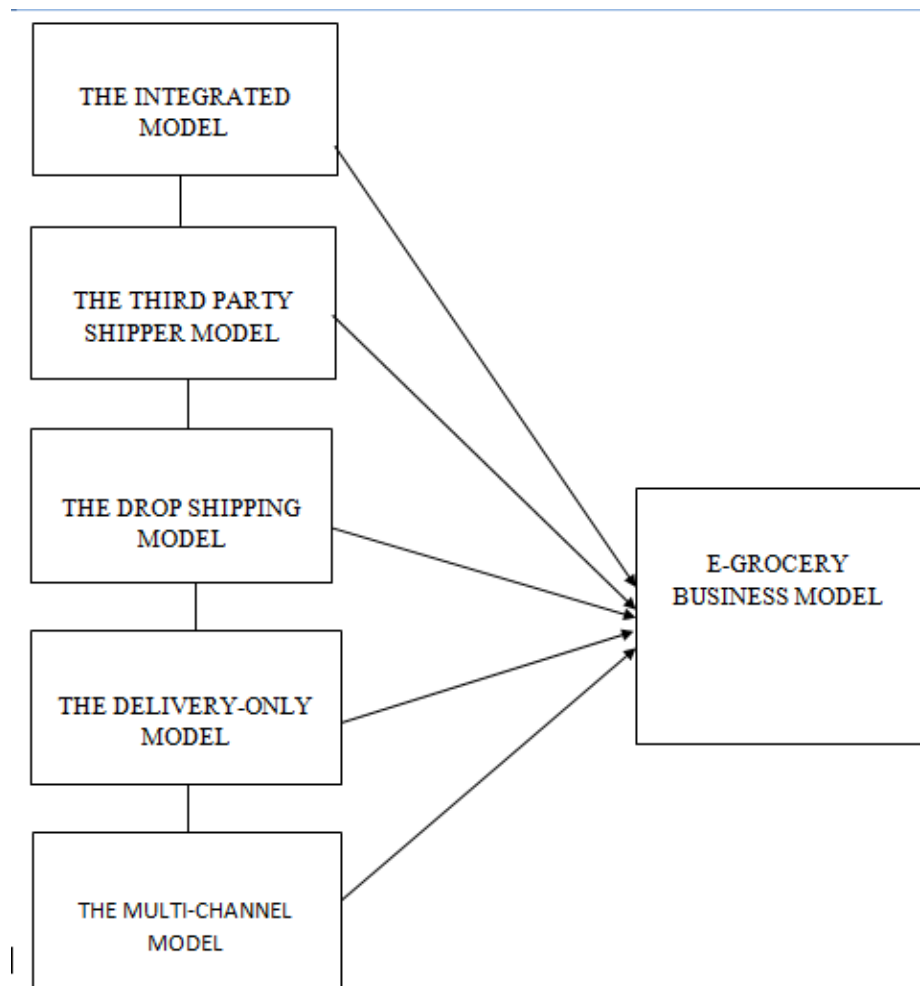 THE INTEGRATED
MODEL
THE THIRD PARTY
SHIPPER MODEL
THE DROP SHIPPING
MODEL
E-GROCERY
BUSINESS MODEL
THE DELIVERY-ONLY
MODEL
THE MULTI-CHANNEL
MODEL